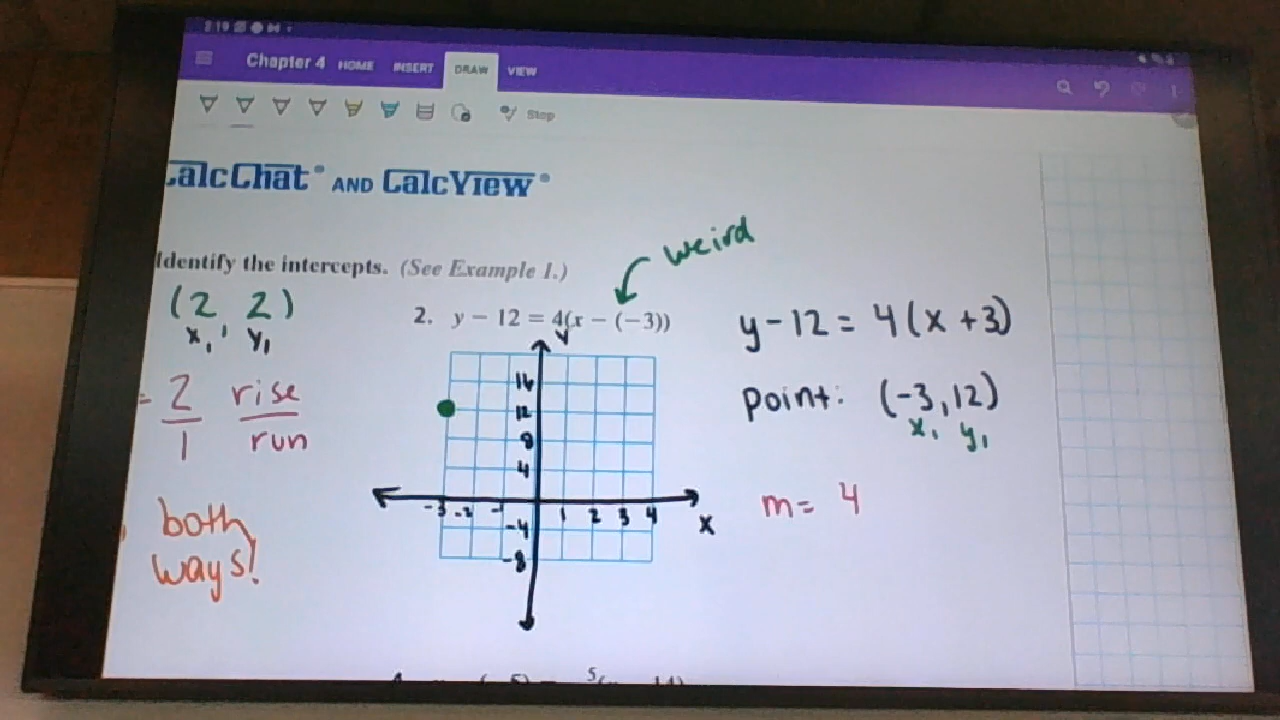 8:19
Chapter 4 HOME INSERT DRAW VIEW
Stop
CalcChat AND CalcView
Identify the intercepts. (See Example 1.)
weird
(2 2)
x₁, y₁
2. y − 12 = 4(x − (−3))
y-12 = 4(x+3)
= 2/1 rise/run
point: (-3,12)
x₁ y₁
m= 4
both
ways!
y
16
12
8
4
-3 -2 -1 1 2 3 4
x
-4
-8